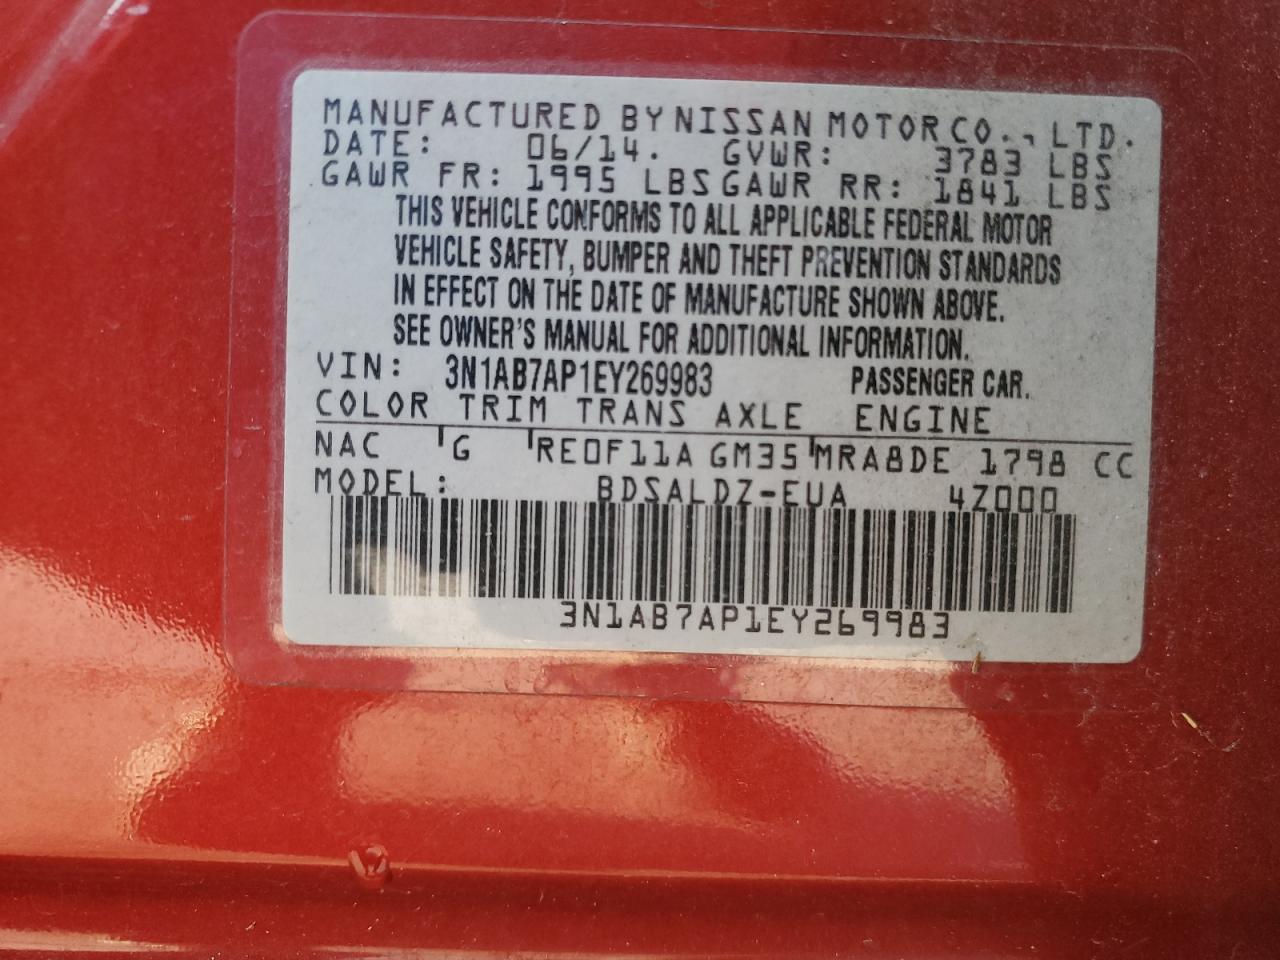 MANUFACTURED BY NISSAN MOTOR CO., LTD.
DATE: 06/14. GVWR: 3783 LBS
GAWR FR: 1995 LBS GAWR RR: 1841 LBS
THIS VEHICLE CONFORMS TO ALL APPLICABLE FEDERAL MOTOR
VEHICLE SAFETY, BUMPER AND THEFT PREVENTION STANDARDS
IN EFFECT ON THE DATE OF MANUFACTURE SHOWN ABOVE.
SEE OWNER'S MANUAL FOR ADDITIONAL INFORMATION.
VIN: 3N1AB7AP1EY269983 PASSENGER CAR.
COLOR TRIM TRANS AXLE ENGINE
NAC G RE0F11A GM35 MRA8DE 1798 CC
MODEL: BDSALDZ-EUA 4Z000
3N1AB7AP1EY269983